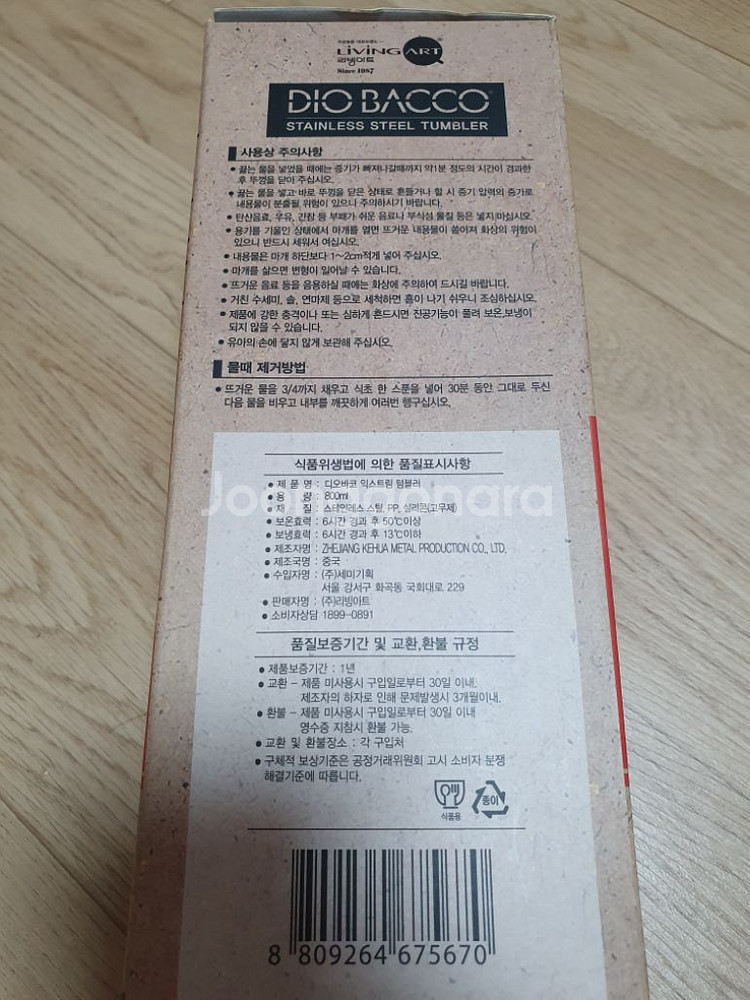 LIVING ART
리빙아트
Since 1987
DIO BACCO
STAINLESS STEEL TUMBLER
사용상 주의사항
• 끓는 물을 넣었을 때에는 증기가 빠져나갈때까지 약1분 정도의 시간이 경과한
후 뚜껑을 닫아 주십시오.
• 끓는 물을 넣고 바로 뚜껑을 닫은 상태로 흔들거나 할 시 증기 압력의 증가로
내용물이 분출될 위험이 있으니 주의하시기 바랍니다.
• 탄산음료, 우유, 간장 등 부패가 쉬운 음료나 부식성 물질 등은 넣지 마십시오.
• 용기를 기울인 상태에서 마개를 열면 뜨거운 내용물이 쏟아져 화상의 위험이
있으니 반드시 세워서 여십시오.
• 내용물은 마개 하단보다 1~2cm적게 넣어 주십시오.
• 마개를 삶으면 변형이 일어날 수 있습니다.
• 뜨거운 음료 등을 음용하실 때에는 화상에 주의하여 드시길 바랍니다.
• 거친 수세미, 솔, 연마제 등으로 세척하면 흠이 나기 쉬우니 조심하십시오.
• 제품에 강한 충격이나 또는 심하게 흔드시면 진공기능이 풀려 보온,보냉이
되지 않을 수 있습니다.
• 유아의 손에 닿지 않게 보관해 주십시오.
물때 제거방법
• 뜨거운 물을 3/4까지 채우고 식초 한 스푼을 넣어 30분 동안 그대로 두신
다음 물을 비우고 내부를 깨끗하게 여러번 헹구십시오.
식품위생법에 의한 품질표시사항
• 제 품 명 : 디오바코 익스트림 텀블러
• 용 량 : 800ml
• 재 질 : 스테인레스 스틸, PP, 실리콘(고무제)
• 보온효력 : 6시간 경과 후 50℃이상
• 보냉효력 : 6시간 경과 후 13℃이하
• 제조자명 : ZHEJIANG KEHUA METAL PRODUCTION CO., LTD.
• 제조국명 : 중국
• 수입자명 : (주)세미기획
서울 강서구 화곡동 국회대로 229
• 판매자명 : (주)리빙아트
• 소비자상담 1899-0891
품질보증기간 및 교환,환불 규정
• 제품보증기간 : 1년
• 교환 – 제품 미사용시 구입일로부터 30일 이내.
제조자의 하자로 인해 문제발생시 3개월이내.
• 환불 – 제품 미사용시 구입일로부터 30일 이내
영수증 지참시 환불 가능.
• 교환 및 환불장소 : 각 구입처
• 구체적 보상기준은 공정거래위원회 고시 소비자 분쟁
해결기준에 따릅니다.
식품용
종이
8 809264 675670